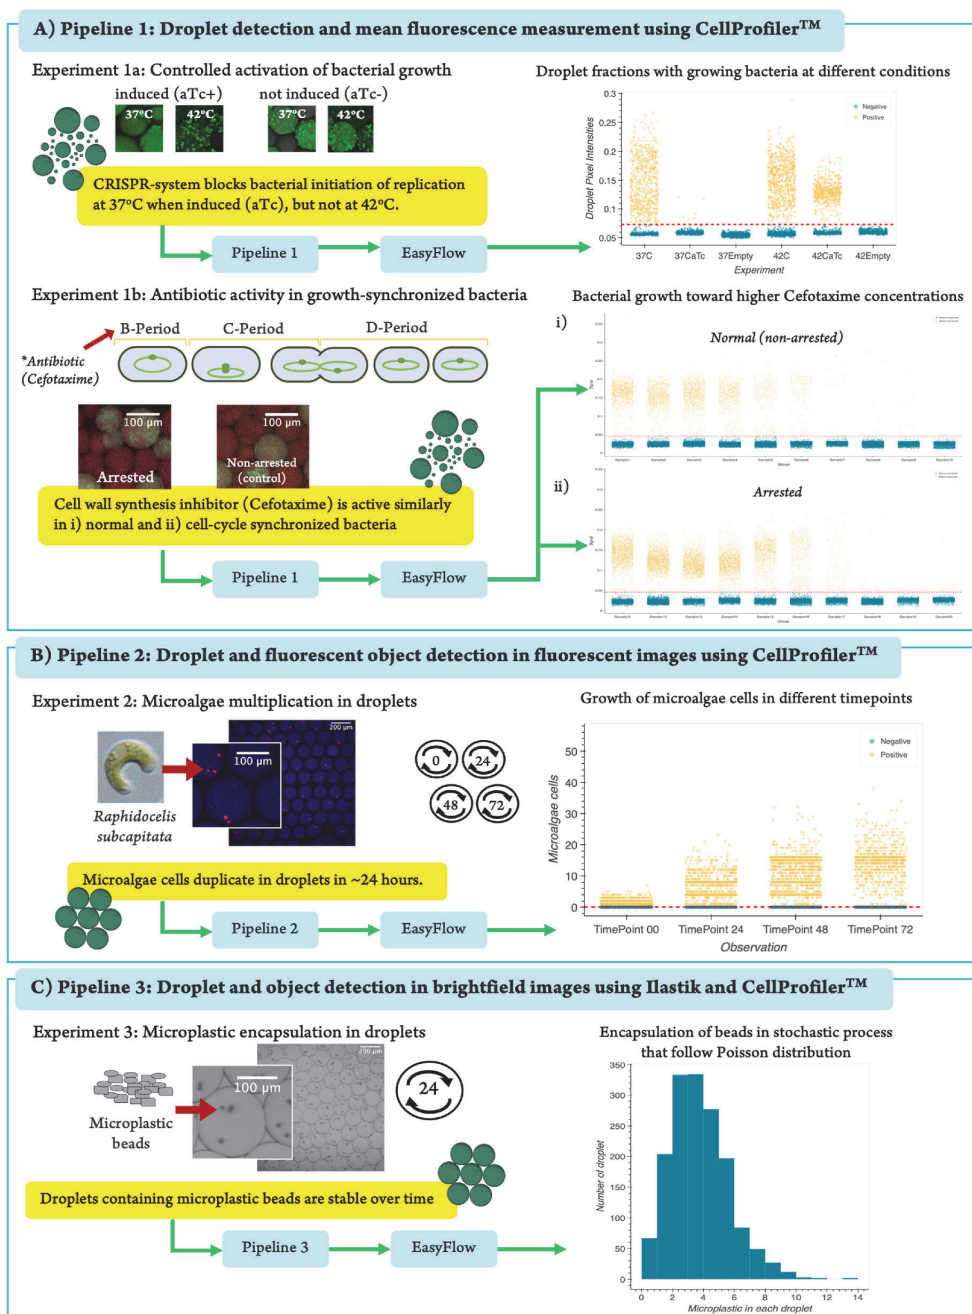 A) Pipeline 1: Droplet detection and mean fluorescence measurement using CellProfiler™
Experiment 1a: Controlled activation of bacterial growth
induced (aTc+)
not induced (aTc-)
37ºC
42ºC
37ºC
42ºC
CRISPR-system blocks bacterial initiation of replication
at 37ºC when induced (aTc), but not at 42ºC.
Pipeline 1
EasyFlow
Droplet fractions with growing bacteria at different conditions
Negative
Positive
0.3
0.25
0.2
0.15
0.1
0.05
Droplet Pixel Intensities
37C
37CaTc
37Empty
42C
42CaTc
42Empty
Experiment
Experiment 1b: Antibiotic activity in growth-synchronized bacteria
B-Period
C-Period
D-Period
*Antibiotic
(Cefotaxime)
100 µm
Arrested
100 µm
Non-arrested
(control)
Cell wall synthesis inhibitor (Cefotaxime) is active similarly
in i) normal and ii) cell-cycle synchronized bacteria
Pipeline 1
EasyFlow
Bacterial growth toward higher Cefotaxime concentrations
i)
Normal (non-arrested)
Group
ii)
Arrested
Group
B) Pipeline 2: Droplet and fluorescent object detection in fluorescent images using CellProfiler™
Experiment 2: Microalgae multiplication in droplets
Raphidocelis
subcapitata
100 µm
200 µm
0
24
48
72
Microalgae cells duplicate in droplets in ~24 hours.
Pipeline 2
EasyFlow
Growth of microalgae cells in different timepoints
Negative
Positive
50
40
30
20
10
0
Microalgae cells
TimePoint 00
TimePoint 24
TimePoint 48
TimePoint 72
Observation
C) Pipeline 3: Droplet and object detection in brightfield images using Ilastik and CellProfiler™
Experiment 3: Microplastic encapsulation in droplets
Microplastic
beads
100 µm
200 µm
24
Droplets containing microplastic beads are stable over time
Pipeline 3
EasyFlow
Encapsulation of beads in stochastic process
that follow Poisson distribution
350
300
250
200
150
100
50
0
Number of droplet
0
2
4
6
8
10
12
14
Microplastic in each droplet